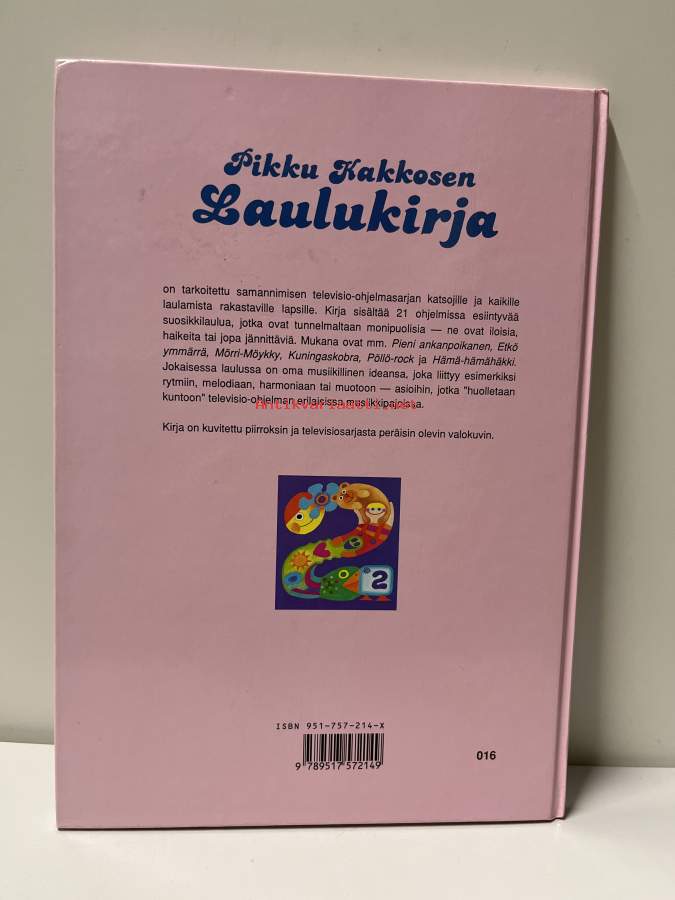 Pikku Kakkosen
Laulukirja
on tarkoitettu samannimisen televisio-ohjelmasarjan katsojille ja kaikille
laulamista rakastaville lapsille. Kirja sisältää 21 ohjelmissa esiintyvää
suosikkilaulua, jotka ovat tunnelmaltaan monipuolisia — ne ovat iloisia,
haikeita tai jopa jännittäviä. Mukana ovat mm. Pieni ankanpoikanen, Etkö
ymmärrä, Mörri-Möykky, Kuningaskobra, Pöllö-rock ja Hämä-hämähäkki.
Jokaisessa laulussa on oma musiikillinen ideansa, joka liittyy esimerkiksi
rytmiin, melodiaan, harmoniaan tai muotoon — asioihin, jotka "huolletaan
kuntoon" televisio-ohjelman erilaisissa musiikkipajoissa.
Antikvariaatti.net
Kirja on kuvitettu piirroksin ja televisiosarjasta peräisin olevin valokuvin.
2
ISBN 951-757-214-X
9 789517 572149
016